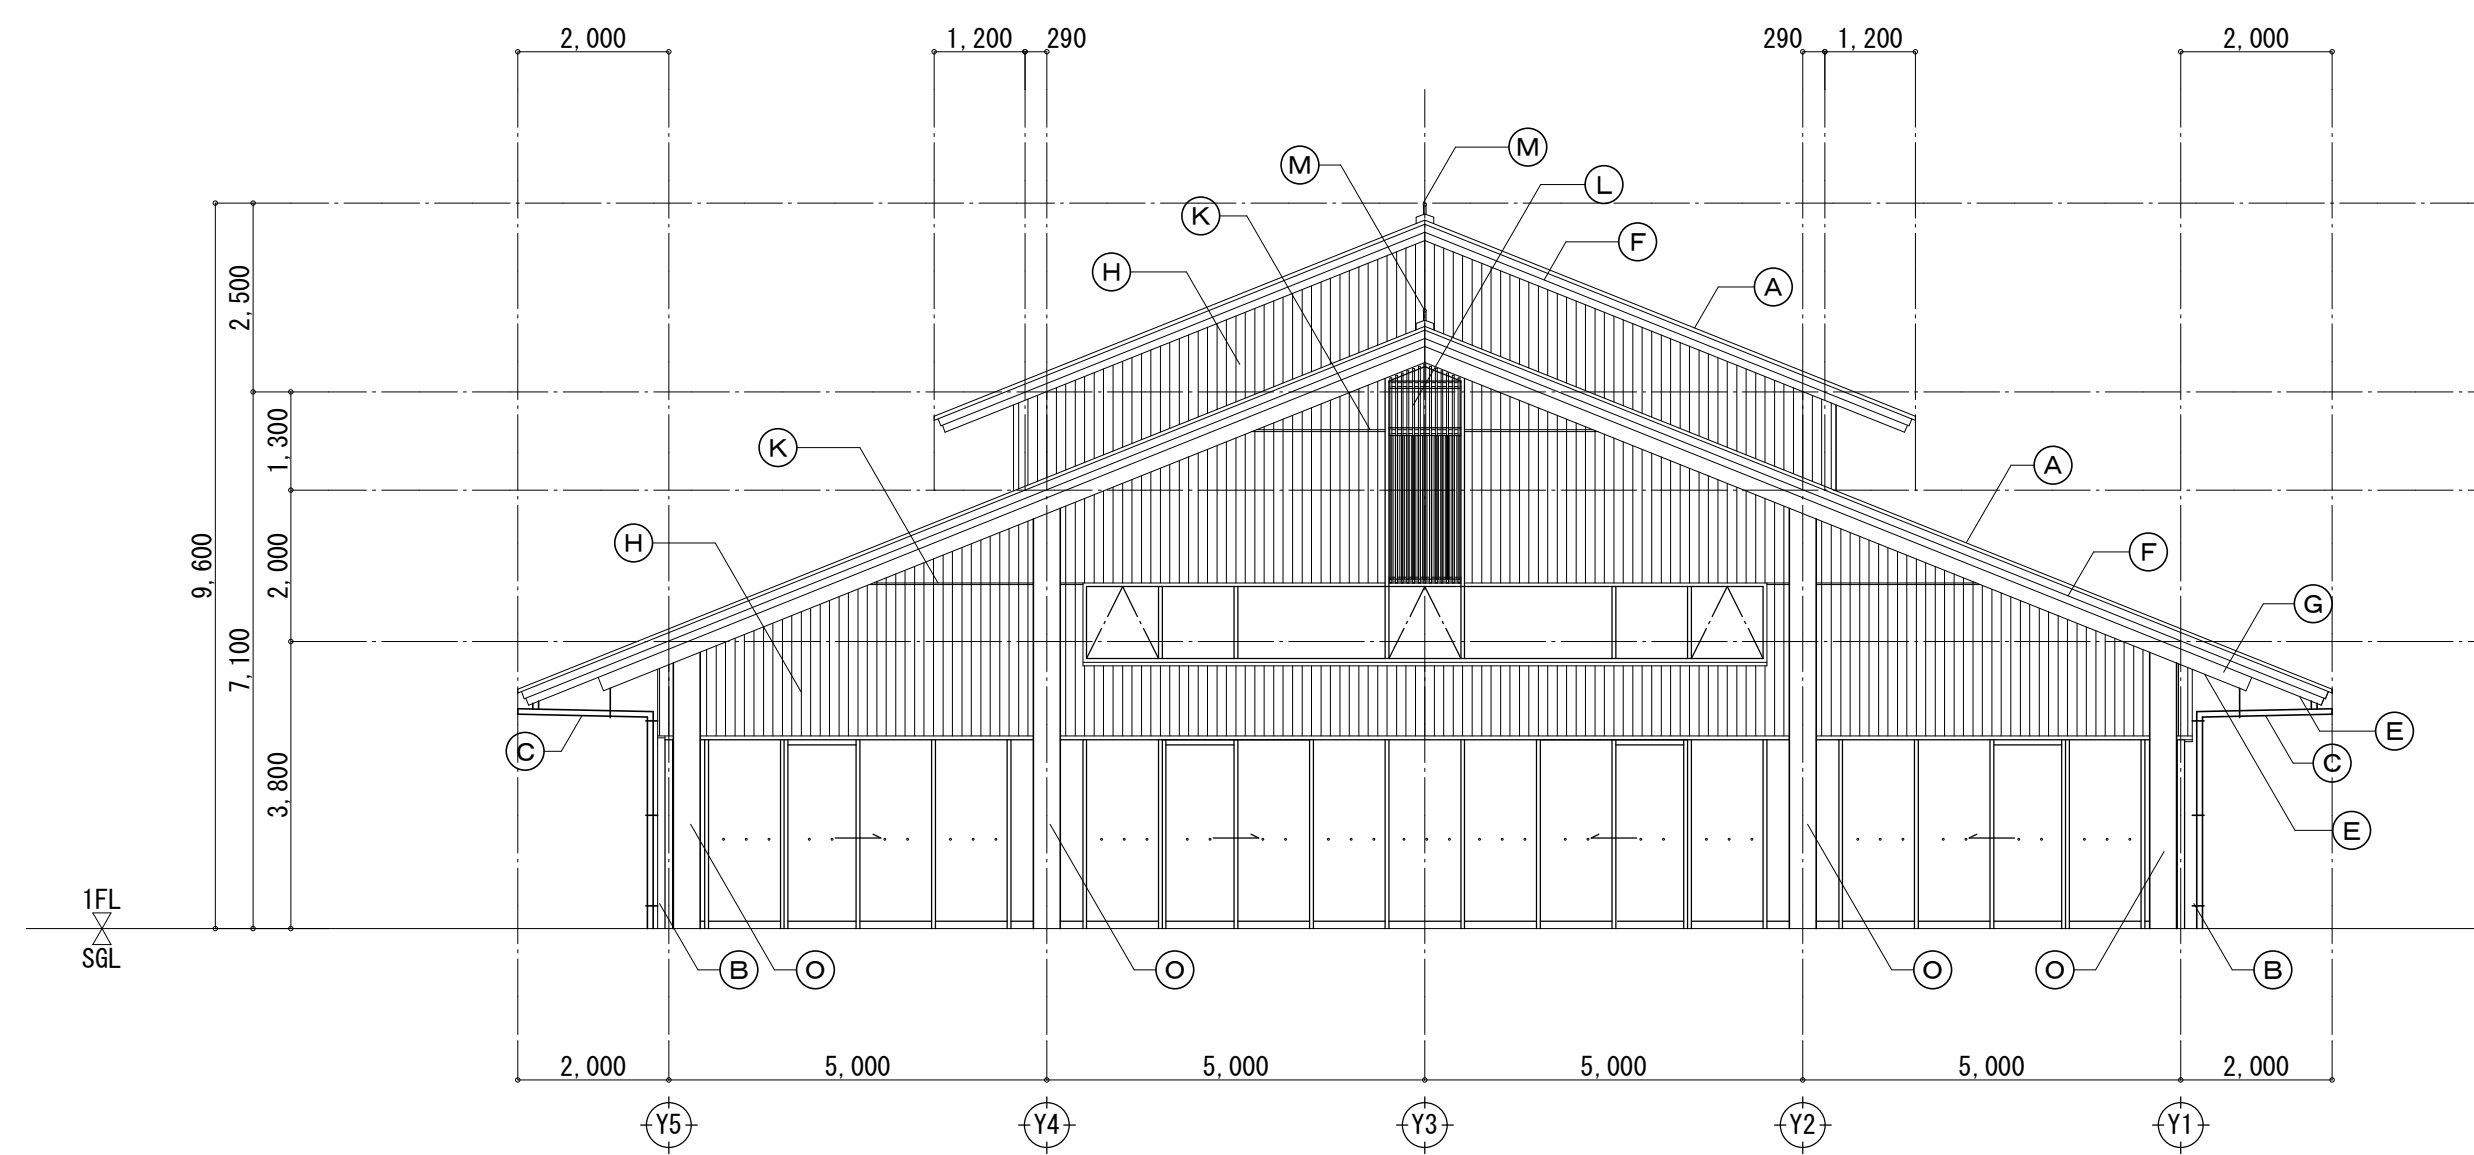 2,000 1,200 290 290 1,200 2,000
M
M
L
K
F
H
A
2,500
1,300
K
A
H
F
9,600
2,000
G
7,100
E
C
C
3,800
E
1FL
SGL
B
O
O
O
O
B
2,000 5,000 5,000 5,000 5,000 2,000
Y5 Y4 Y3 Y2 Y1